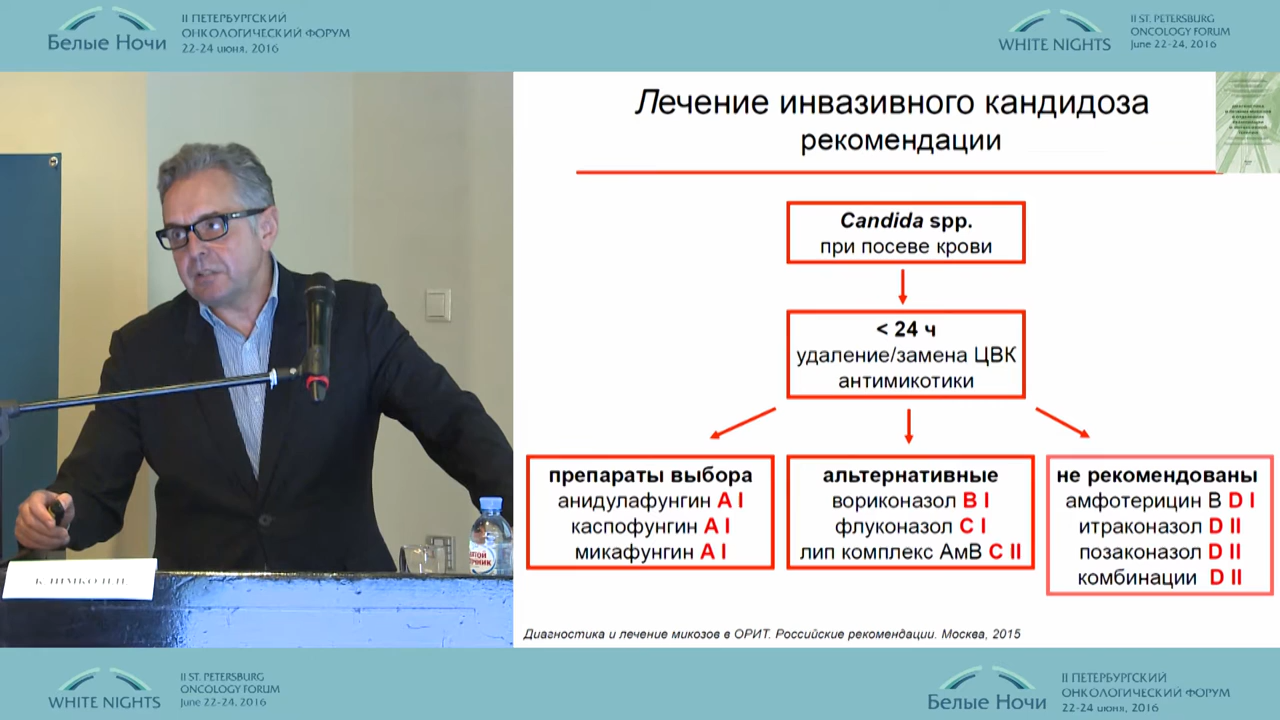 Белые Ночи
II ПЕТЕРБУРГСКИЙ
ОНКОЛОГИЧЕСКИЙ ФОРУМ
22-24 июня, 2016
WHITE NIGHTS
II ST. PETERSBURG
ONCOLOGY FORUM
June 22-24, 2016
Лечение инвазивного кандидоза
рекомендации
Candida spp.
при посеве крови
< 24 ч
удаление/замена ЦВК
антимикотики
препараты выбора
анидулафунгин A I
каспофунгин A I
микафунгин A I
альтернативные
вориконазол B I
флуконазол C I
лип комплекс АмВ C II
не рекомендованы
амфотерицин В D I
итраконазол D II
позаконазол D II
комбинации D II
Диагностика и лечение микозов в ОРИТ. Российские рекомендации. Москва, 2015
WHITE NIGHTS
II ST. PETERSBURG
ONCOLOGY FORUM
June 22-24, 2016
Белые Ночи
II ПЕТЕРБУРГСКИЙ
ОНКОЛОГИЧЕСКИЙ ФОРУМ
22-24 июня, 2016